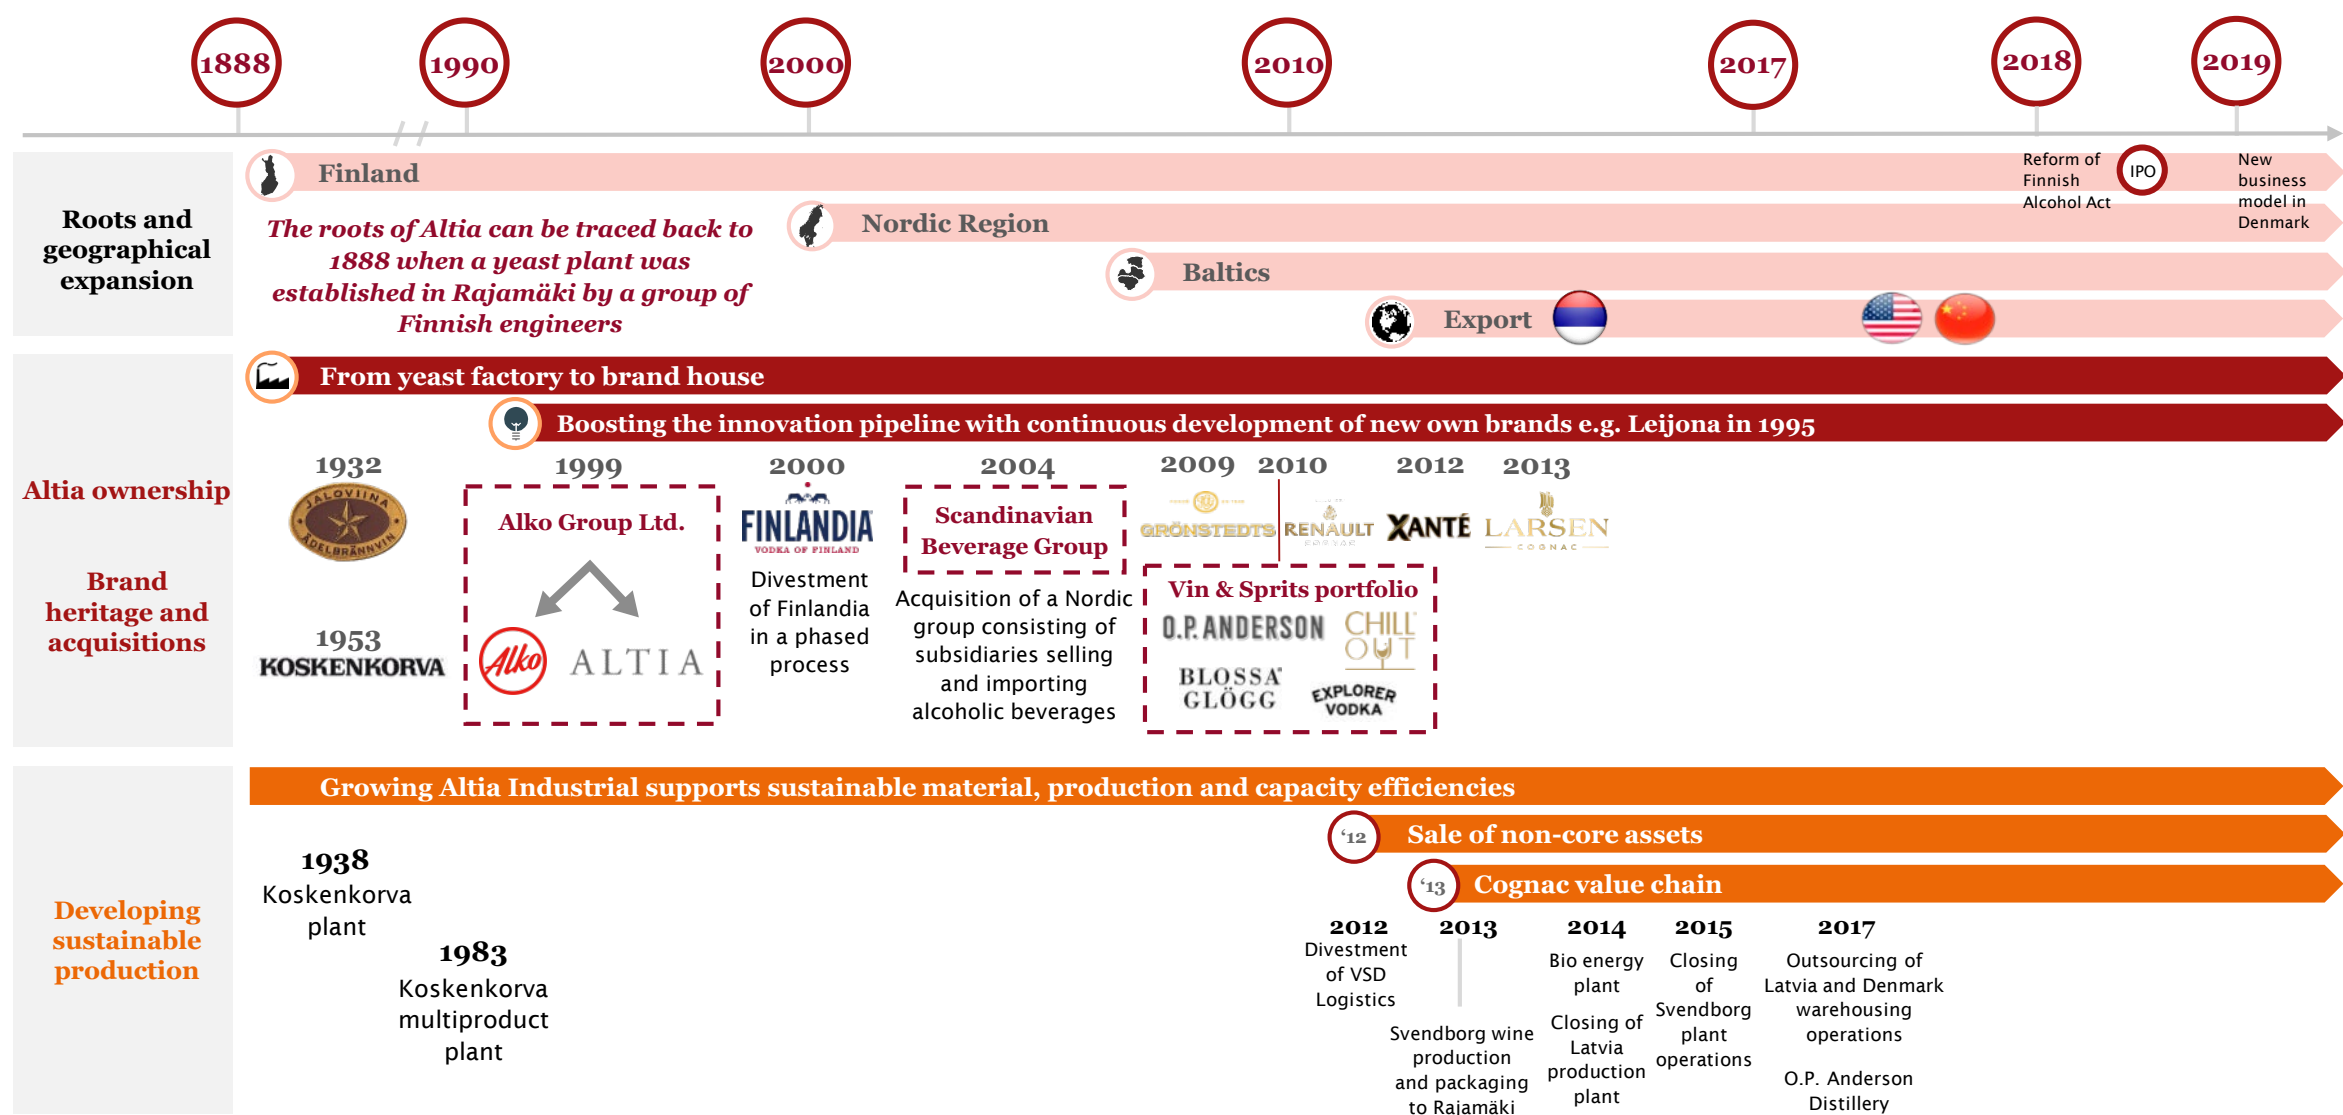 1888
1990
2000
2010
2017
2018
2019
Roots and
geographical
expansion
Finland
Reform of
Finnish
Alcohol Act
IPO
New
business
model in
Denmark
The roots of Altia can be traced back to
1888 when a yeast plant was
established in Rajamäki by a group of
Finnish engineers
Nordic Region
Baltics
Export
From yeast factory to brand house
Boosting the innovation pipeline with continuous development of new own brands e.g. Leijona in 1995
Altia ownership
Brand
heritage and
acquisitions
1932
JALOVIINA
ÄDELBRÄNNVIN
1953
KOSKENKORVA
1999
Alko Group Ltd.
Alko
ALTIA
2000
FINLANDIA
VODKA OF FINLAND
Divestment
of Finlandia
in a phased
process
2004
Scandinavian
Beverage Group
Acquisition of a Nordic
group consisting of
subsidiaries selling
and importing
alcoholic beverages
2009
GRÖNSTEDTS
2010
RENAULT
COGNAC
2012
XANTÉ
2013
LARSEN
COGNAC
Vin & Sprits portfolio
O.P. ANDERSON
CHILL
OUT
BLOSSA
GLÖGG
EXPLORER
VODKA
Developing
sustainable
production
Growing Altia Industrial supports sustainable material, production and capacity efficiencies
‘12
Sale of non-core assets
‘13
Cognac value chain
1938
Koskenkorva
plant
1983
Koskenkorva
multiproduct
plant
2012
Divestment
of VSD
Logistics
2013
Svendborg wine
production
and packaging
to Rajamäki
2014
Bio energy
plant
Closing of
Latvia
production
plant
2015
Closing
of
Svendborg
plant
operations
2017
Outsourcing of
Latvia and Denmark
warehousing
operations
O.P. Anderson
Distillery